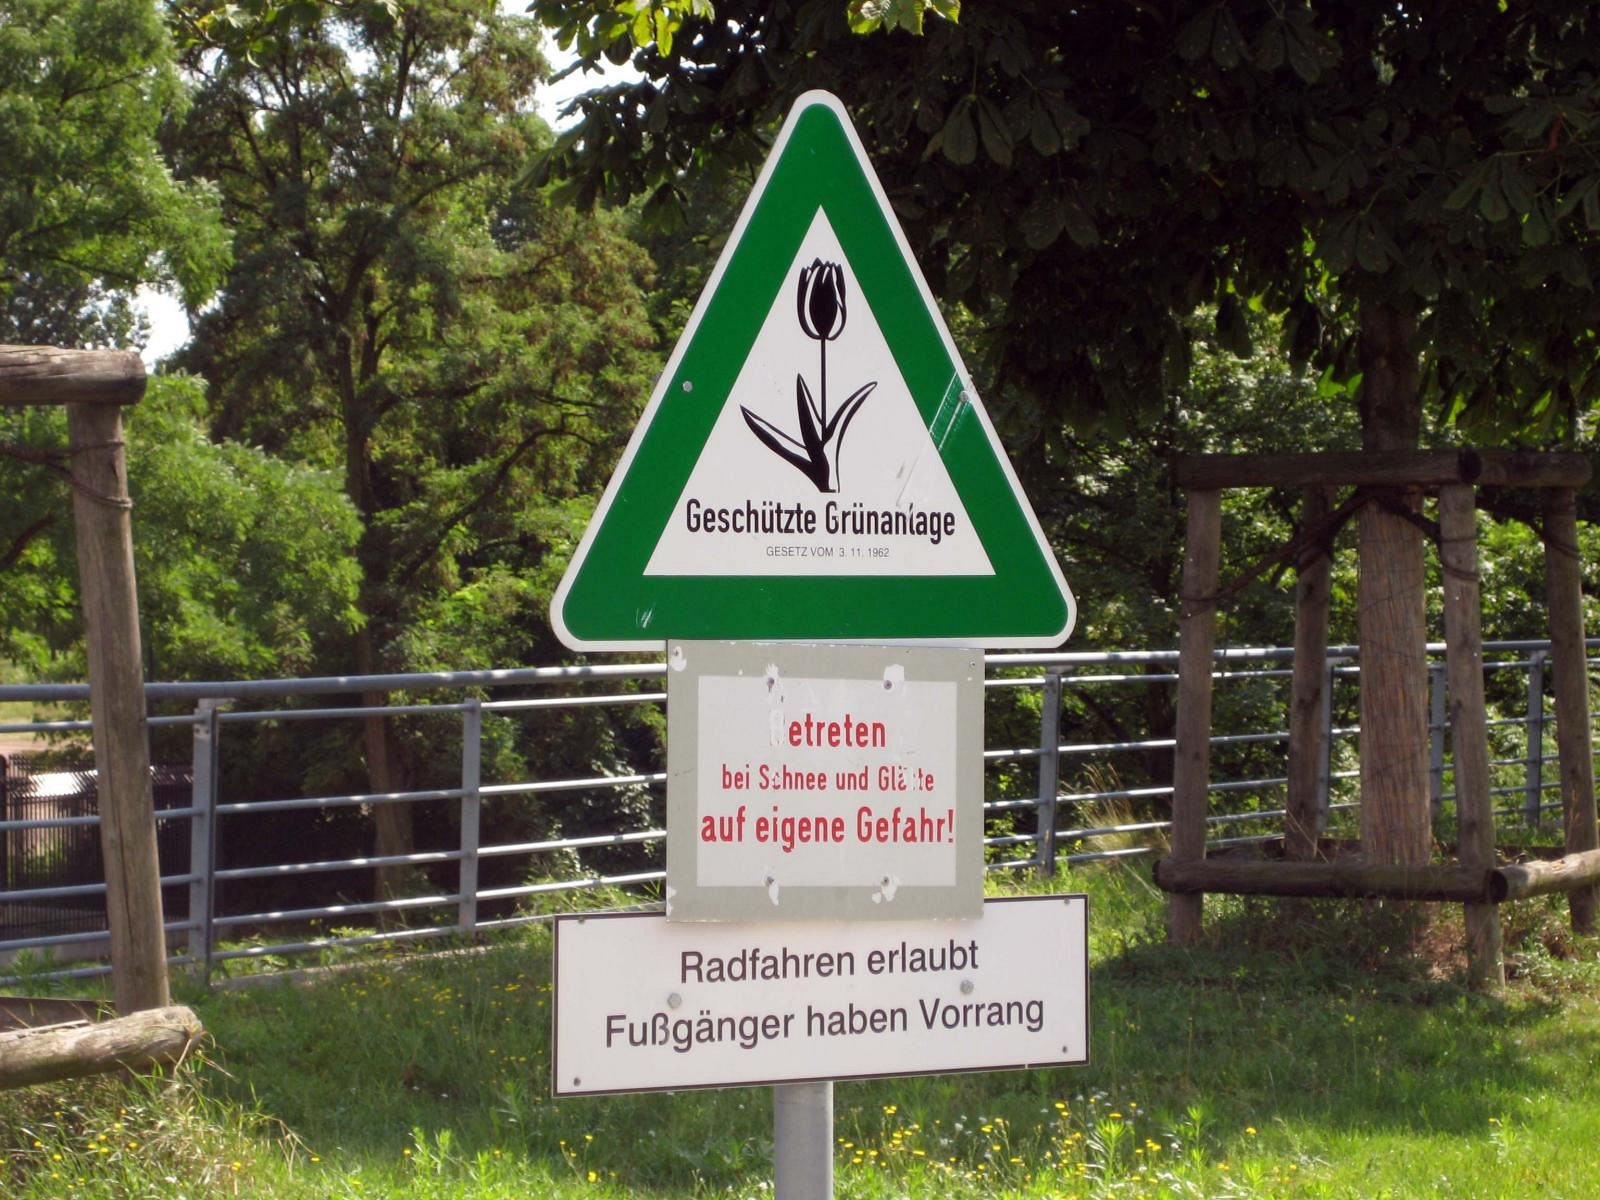 Geschützte Grünanlage
GESETZ VOM 3. 11. 1962
Betreten
bei Schnee und Glätte
auf eigene Gefahr!
Radfahren erlaubt
Fußgänger haben Vorrang